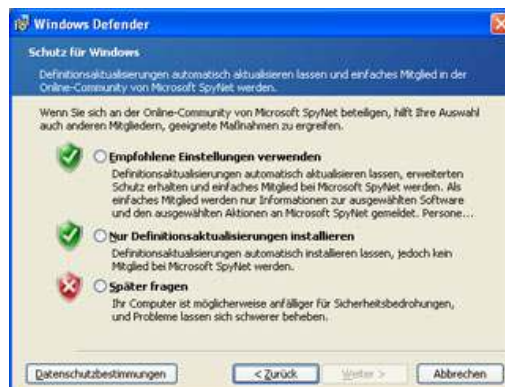 Windows Defender
Schutz für Windows
Definitionsaktualisierungen automatisch aktualisieren lassen und einfaches Mitglied in der
Online-Community von Microsoft SpyNet werden.
Wenn Sie sich an der Online-Community von Microsoft SpyNet beteiligen, hilft Ihre Auswahl
auch anderen Mitgliedern, geeignete Maßnahmen zu ergreifen.
Empfohlene Einstellungen verwenden
Definitionsaktualisierungen automatisch aktualisieren lassen, erweiterten
Schutz erhalten und einfaches Mitglied bei Microsoft SpyNet werden. Als
einfaches Mitglied werden nur Informationen zur ausgewählten Software
und den ausgewählten Aktionen an Microsoft SpyNet gemeldet. Persone...
Nur Definitionsaktualisierungen installieren
Definitionsaktualisierungen automatisch installieren lassen, jedoch kein
Mitglied bei Microsoft SpyNet werden.
Später fragen
Ihr Computer ist möglicherweise anfälliger für Sicherheitsbedrohungen,
und Probleme lassen sich schwerer beheben.
Datenschutzbestimmungen
< Zurück
Weiter >
Abbrechen